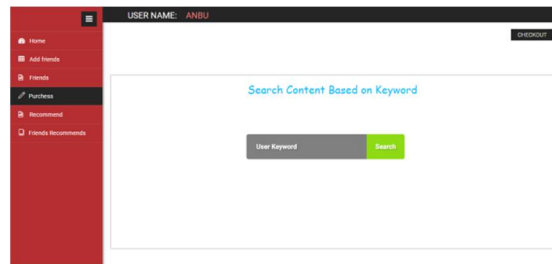 USER NAME: ANBU
CHECKOUT
Home
Add friends
Friends
Purchess
Recommend
Friends Recommends
Search Content Based on Keyword
User Keyword Search